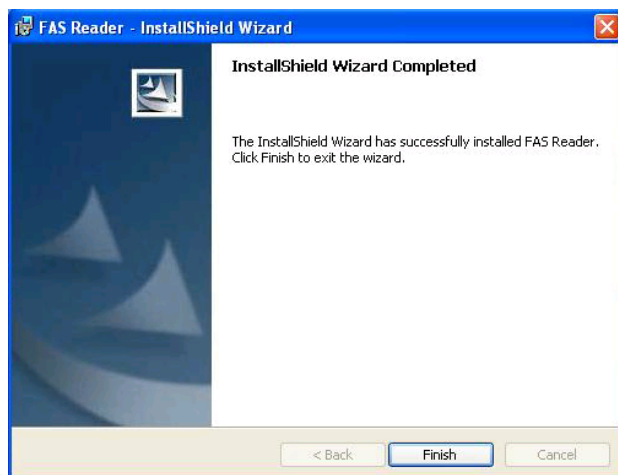 FAS Reader - InstallShield Wizard
InstallShield Wizard Completed
The InstallShield Wizard has successfully installed FAS Reader.
Click Finish to exit the wizard.
< Back
Finish
Cancel